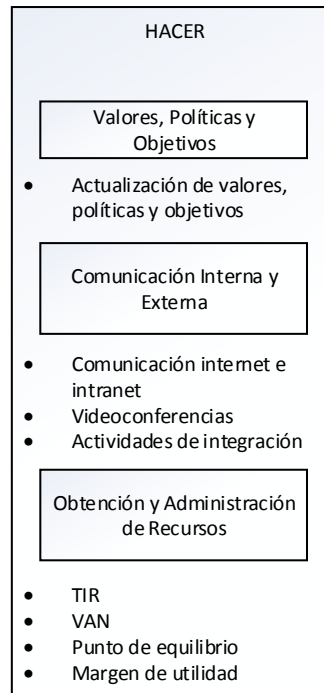 HACER
Valores, Políticas y
Objetivos
• Actualización de valores,
políticas y objetivos
Comunicación Interna y
Externa
• Comunicación internet e
intranet
• Videoconferencias
• Actividades de integración
Obtención y Administración
de Recursos
• TIR
• VAN
• Punto de equilibrio
• Margen de utilidad